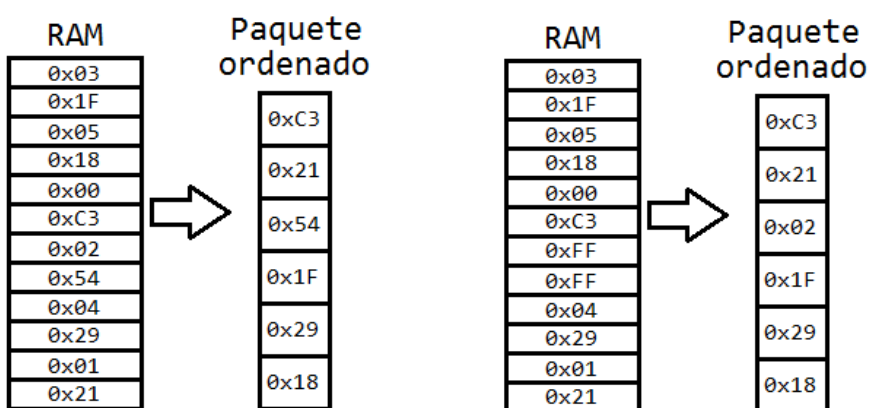 RAM
0x03
0x1F
0x05
0x18
0x00
0xC3
0x02
0x54
0x04
0x29
0x01
0x21
Paquete
ordenado
0xC3
0x21
0x54
0x1F
0x29
0x18
RAM
0x03
0x1F
0x05
0x18
0x00
0xC3
0xFF
0xFF
0x04
0x29
0x01
0x21
Paquete
ordenado
0xC3
0x21
0x02
0x1F
0x29
0x18